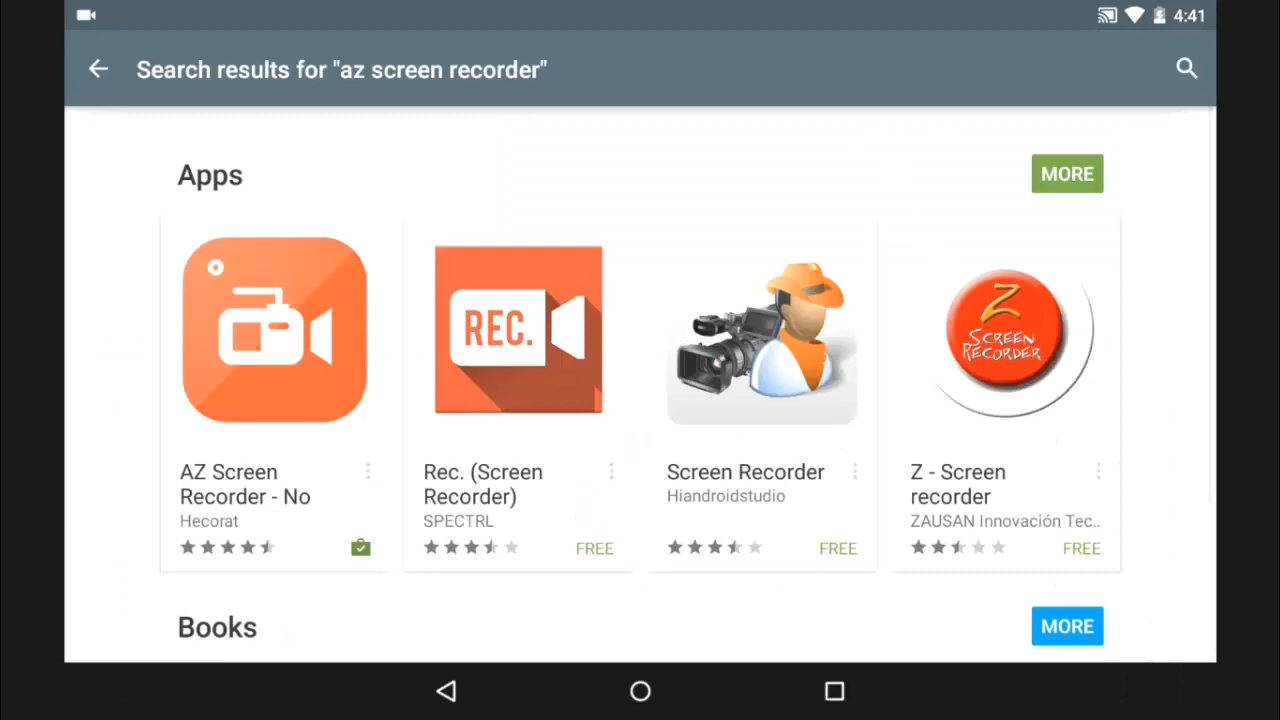 4:41
Search results for "az screen recorder"
Apps
MORE
REC.
Z
SCREEN
RECORDER
AZ Screen
Recorder - No
Hecorat
Rec. (Screen
Recorder)
SPECTRL
FREE
Screen Recorder
Hiandroidstudio
FREE
Z - Screen
recorder
ZAUSAN Innovación Tec..
FREE
Books
MORE